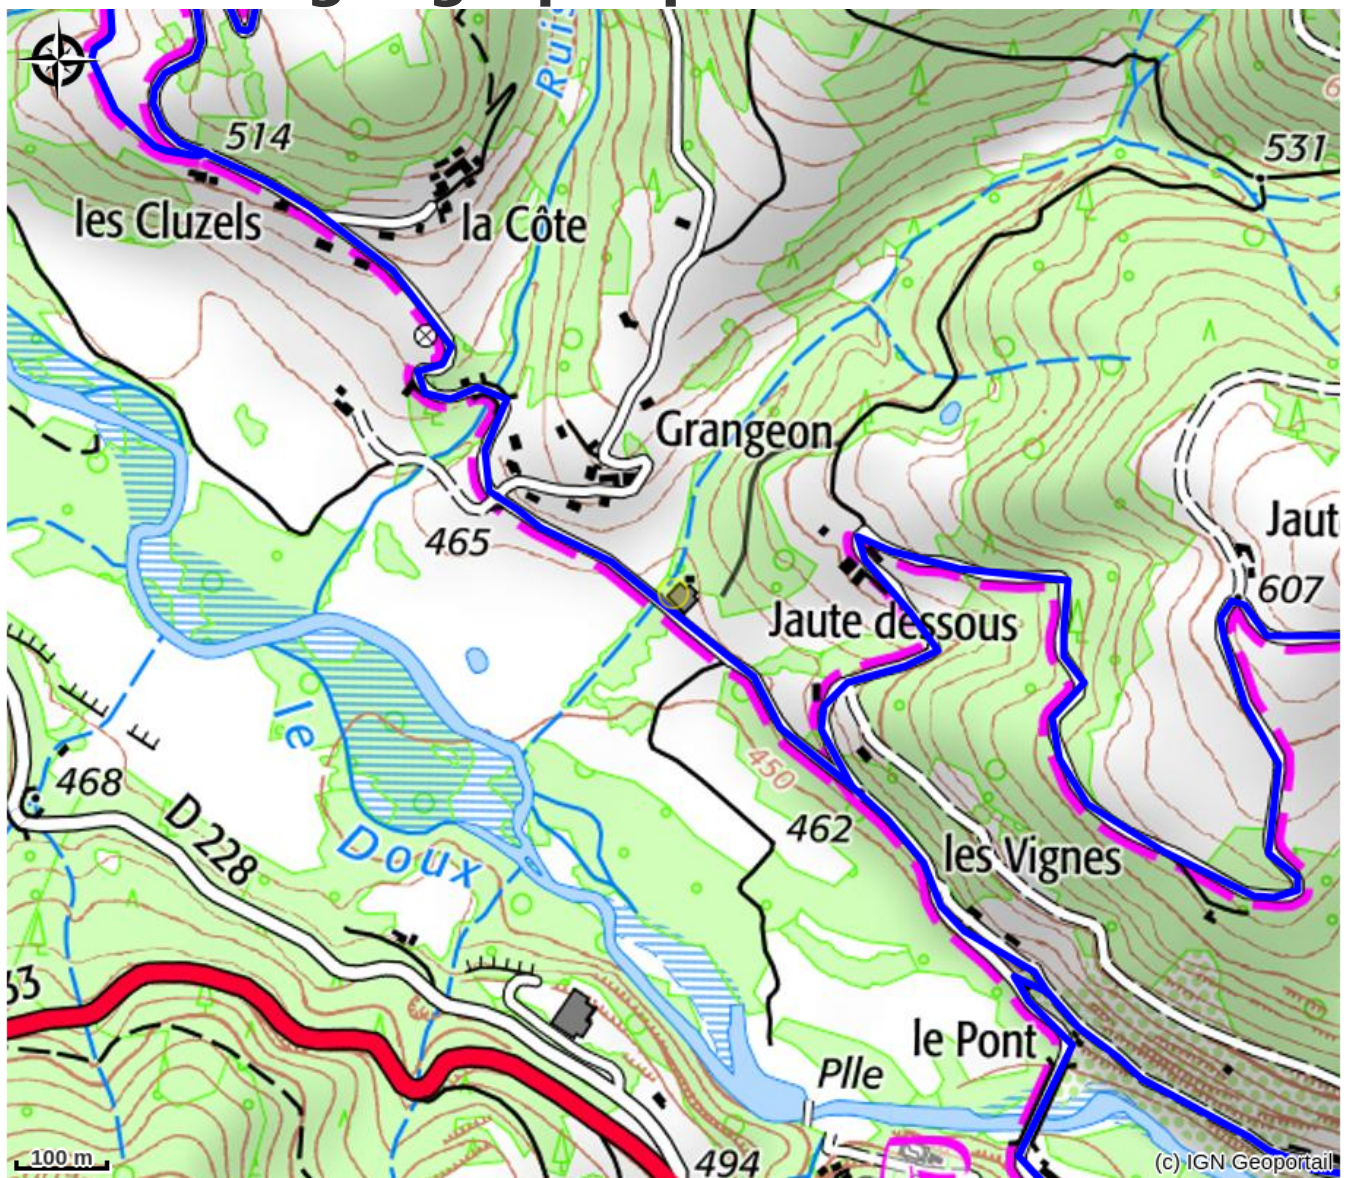 Ruis
514
531
les Cluzels
la Côte
Grangeon
465
Jaut
607
Jaute dessous
le
450
468
D 228
462
Doux
les Vignes
le Pont
Plle
494
100 m
(c) IGN Geoportail